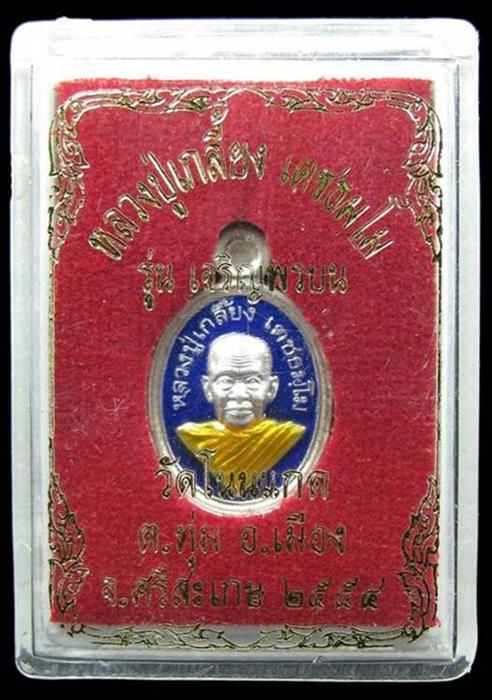 หลวงปู่เกลี้ยง เตชธมฺโม
รุ่น เจริญพรบน
หลวงปู่เกลี้ยง เตชธมฺโม
วัดโนนแกด
ต.ทุ่ม อ.เมือง
จ.ศรีสะเกษ ๒๕๕๔